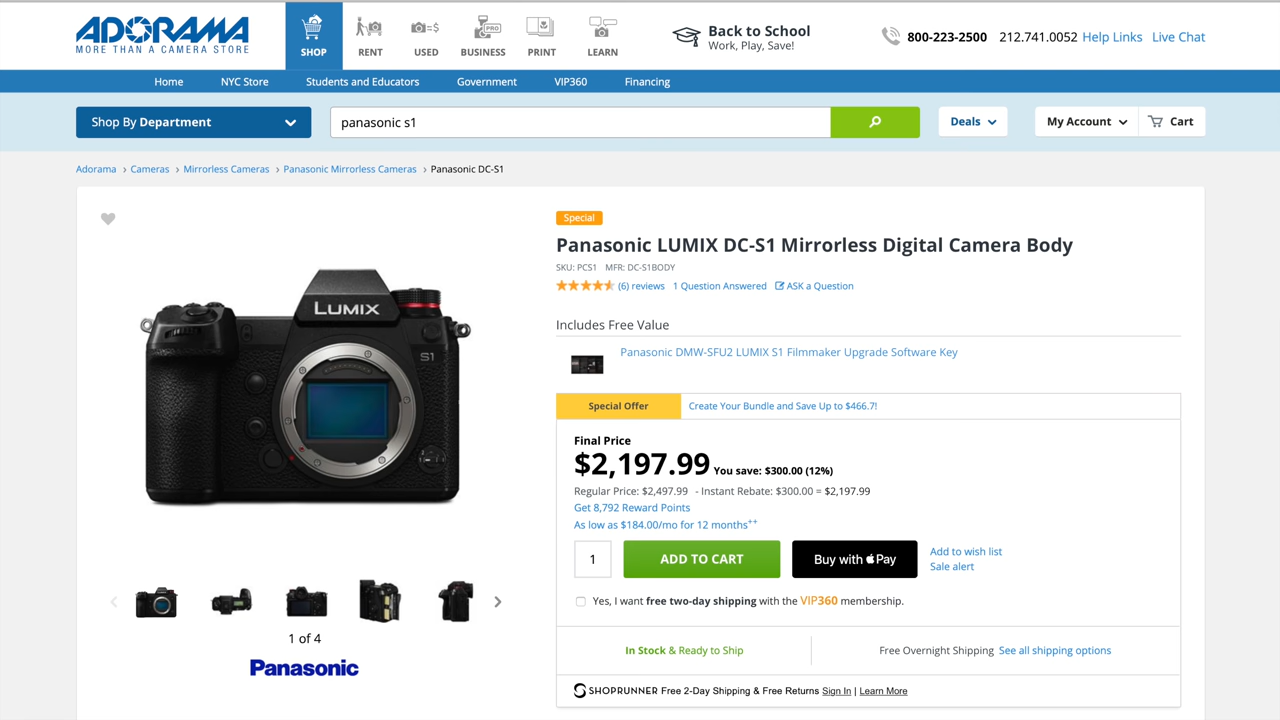 ADORAMA
MORE THAN A CAMERA STORE
SHOP
RENT
USED
PRO
BUSINESS
PRINT
LEARN
Back to School
Work, Play, Save!
800-223-2500 212.741.0052 Help Links Live Chat
Home NYC Store Students and Educators Government VIP360 Financing
Shop By Department
panasonic s1
Deals
My Account
Cart
Adorama › Cameras › Mirrorless Cameras › Panasonic Mirrorless Cameras › Panasonic DC-S1
LUMIX
S1
1 of 4
Panasonic
Special
Panasonic LUMIX DC-S1 Mirrorless Digital Camera Body
SKU: PCS1 MFR: DC-S1BODY
(6) reviews 1 Question Answered ASK a Question
Includes Free Value
Panasonic DMW-SFU2 LUMIX S1 Filmmaker Upgrade Software Key
Special Offer Create Your Bundle and Save Up to $466.7!
Final Price
$2,197.99 You save: $300.00 (12%)
Regular Price: $2,497.99 - Instant Rebate: $300.00 = $2,197.99
Get 8,792 Reward Points
As low as $184.00/mo for 12 months++
1 ADD TO CART Buy with Pay
Add to wish list
Sale alert
Yes, I want free two-day shipping with the VIP360 membership.
In Stock & Ready to Ship
Free Overnight Shipping See all shipping options
SHOPRUNNER Free 2-Day Shipping & Free Returns Sign In | Learn More